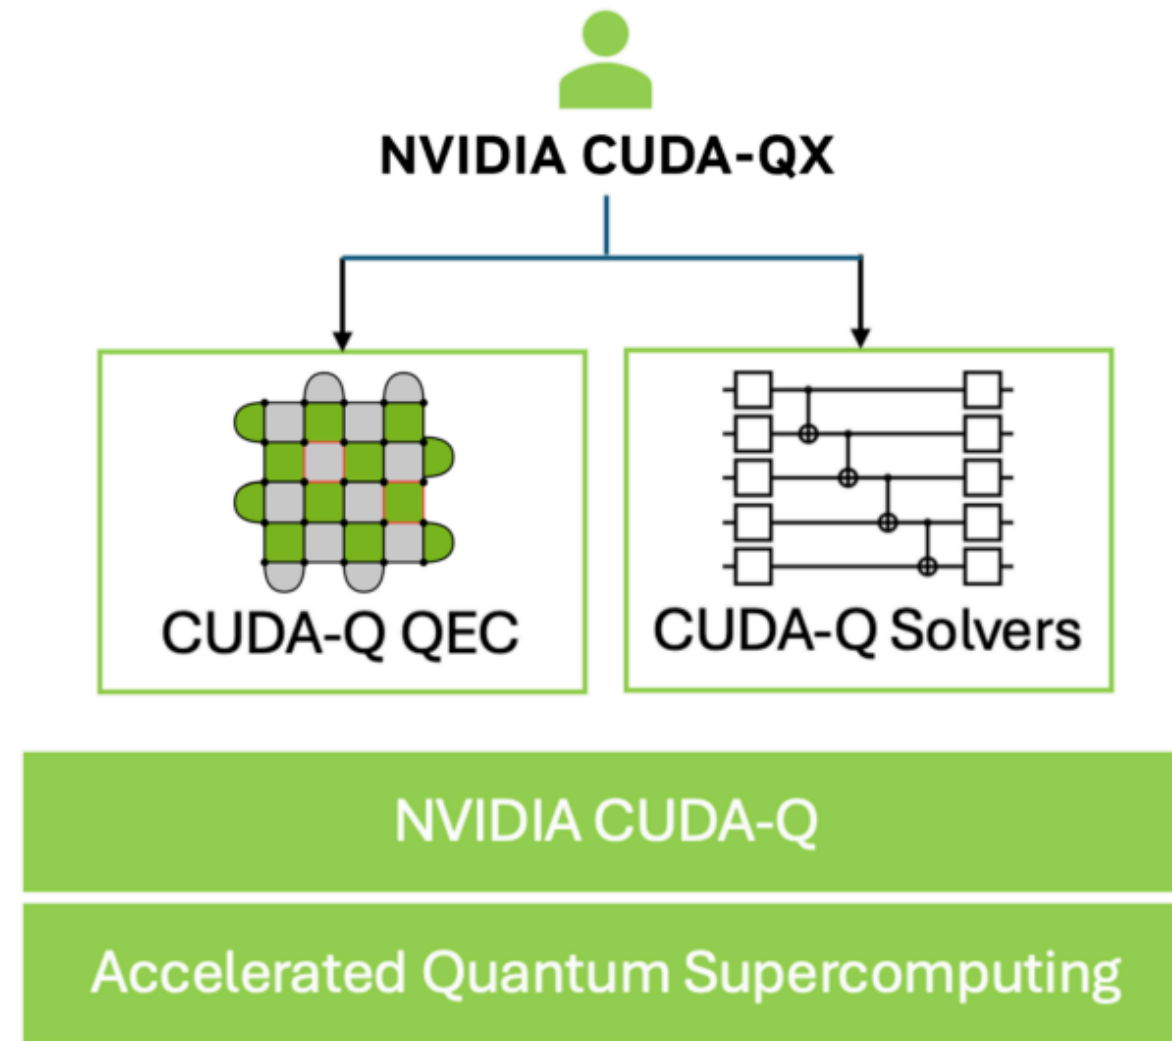 NVIDIA CUDA-QX
CUDA-Q QEC
CUDA-Q Solvers
NVIDIA CUDA-Q
Accelerated Quantum Supercomputing